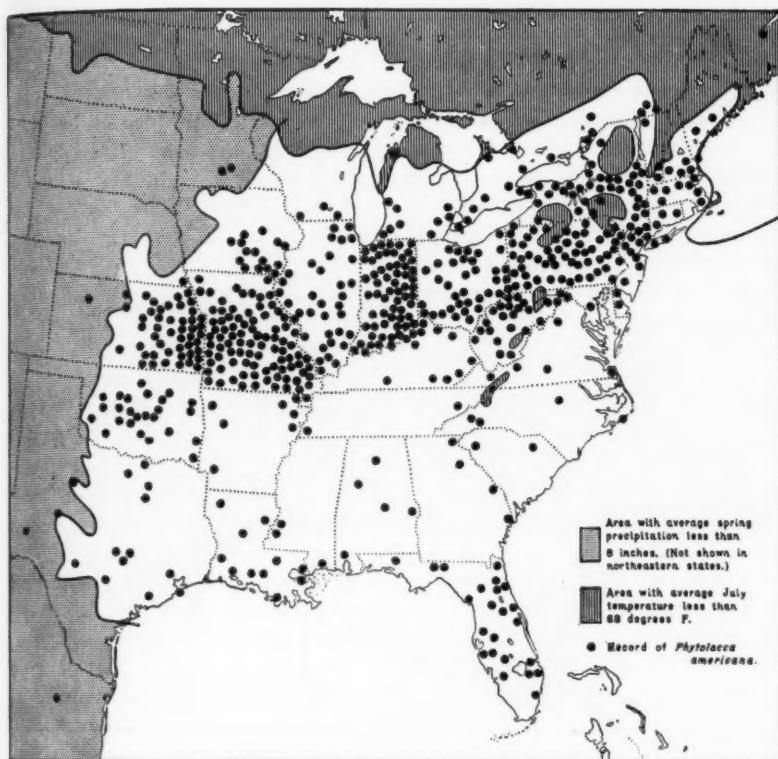 Area with average spring
precipitation less than
8 inches. (Not shown in
northeastern states.)
Area with average July
temperature less than
68 degrees F.
Record of Phytolacca
americana.